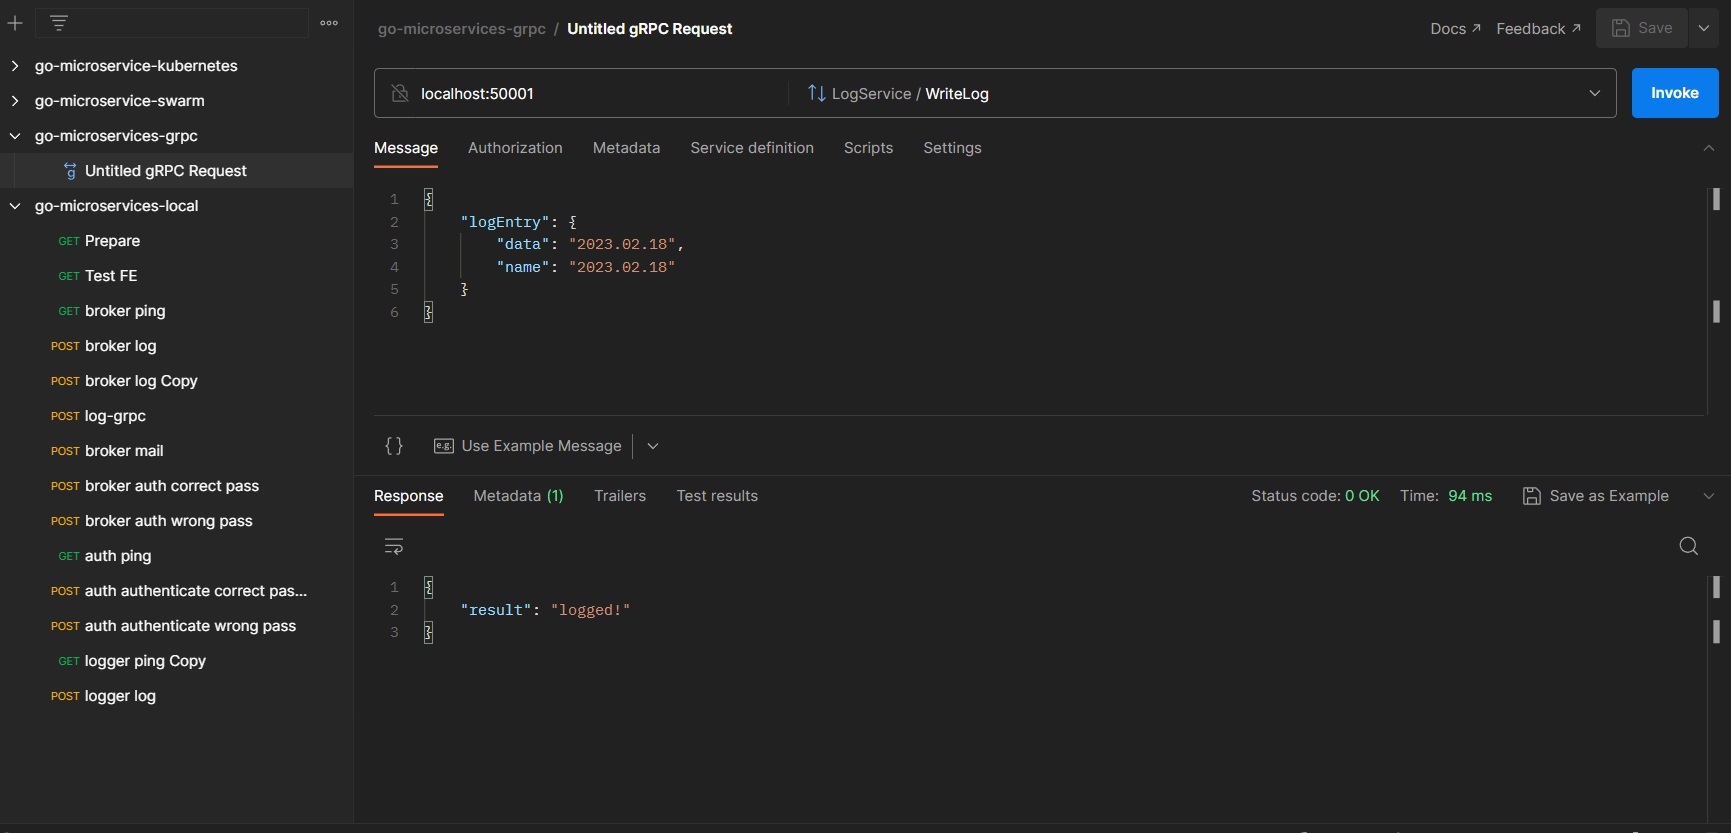 go-microservice-kubernetes
go-microservice-swarm
go-microservices-grpc
Untitled gRPC Request
go-microservices-local
GET Prepare
GET Test FE
GET broker ping
POST broker log
POST broker log Copy
POST log-grpc
POST broker mail
POST broker auth correct pass
POST broker auth wrong pass
GET auth ping
POST auth authenticate correct pas...
POST auth authenticate wrong pass
GET logger ping Copy
POST logger log
go-microservices-grpc / Untitled gRPC Request
Docs ↗ Feedback ↗ Save
localhost:50001 LogService / WriteLog Invoke
Message Authorization Metadata Service definition Scripts Settings
1 {
2 "logEntry": {
3 "data": "2023.02.18",
4 "name": "2023.02.18"
5 }
6 }
{} e.g. Use Example Message
Response Metadata (1) Trailers Test results Status code: 0 OK Time: 94 ms Save as Example
1 {
2 "result": "logged!"
3 }